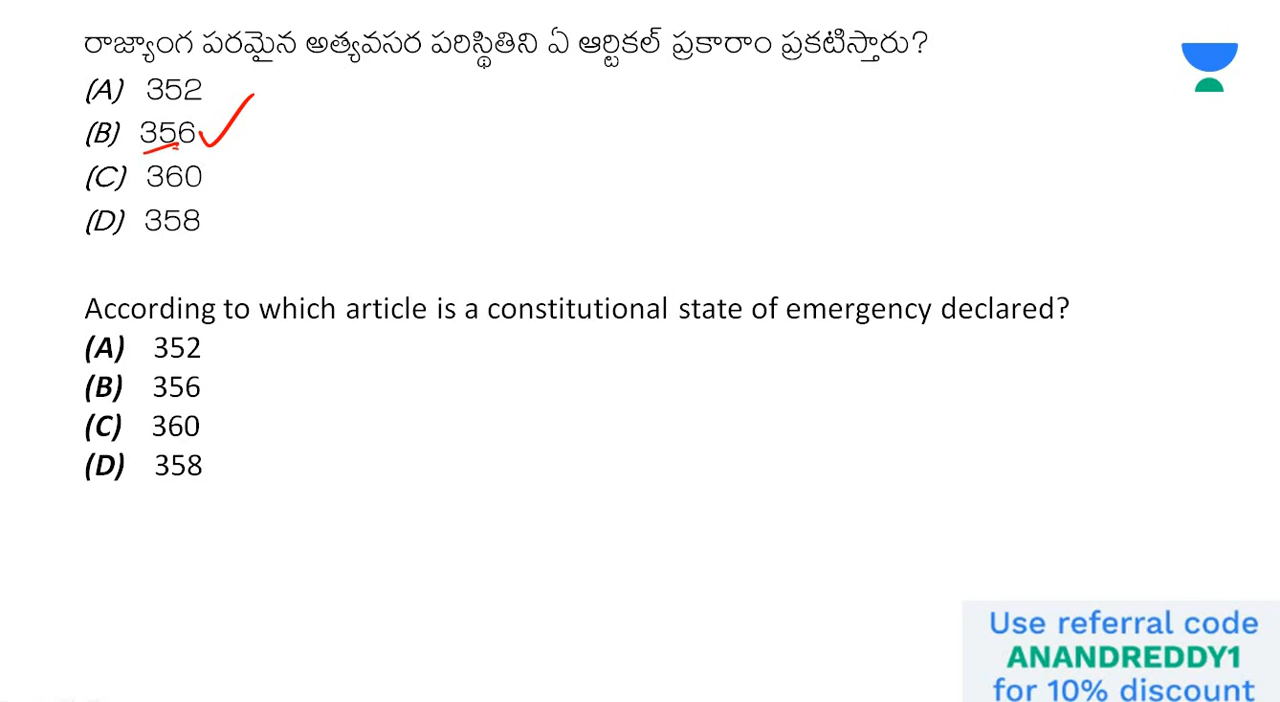 రాజ్యాంగ పరమైన అత్యవసర పరిస్థితిని ఏ ఆర్టికల్ ప్రకారాం ప్రకటిస్తారు?
(A) 352
(B) 356
(C) 360
(D) 358
According to which article is a constitutional state of emergency declared?
(A) 352
(B) 356
(C) 360
(D) 358
Use referral code
ANANDREDDY1
for 10% discount